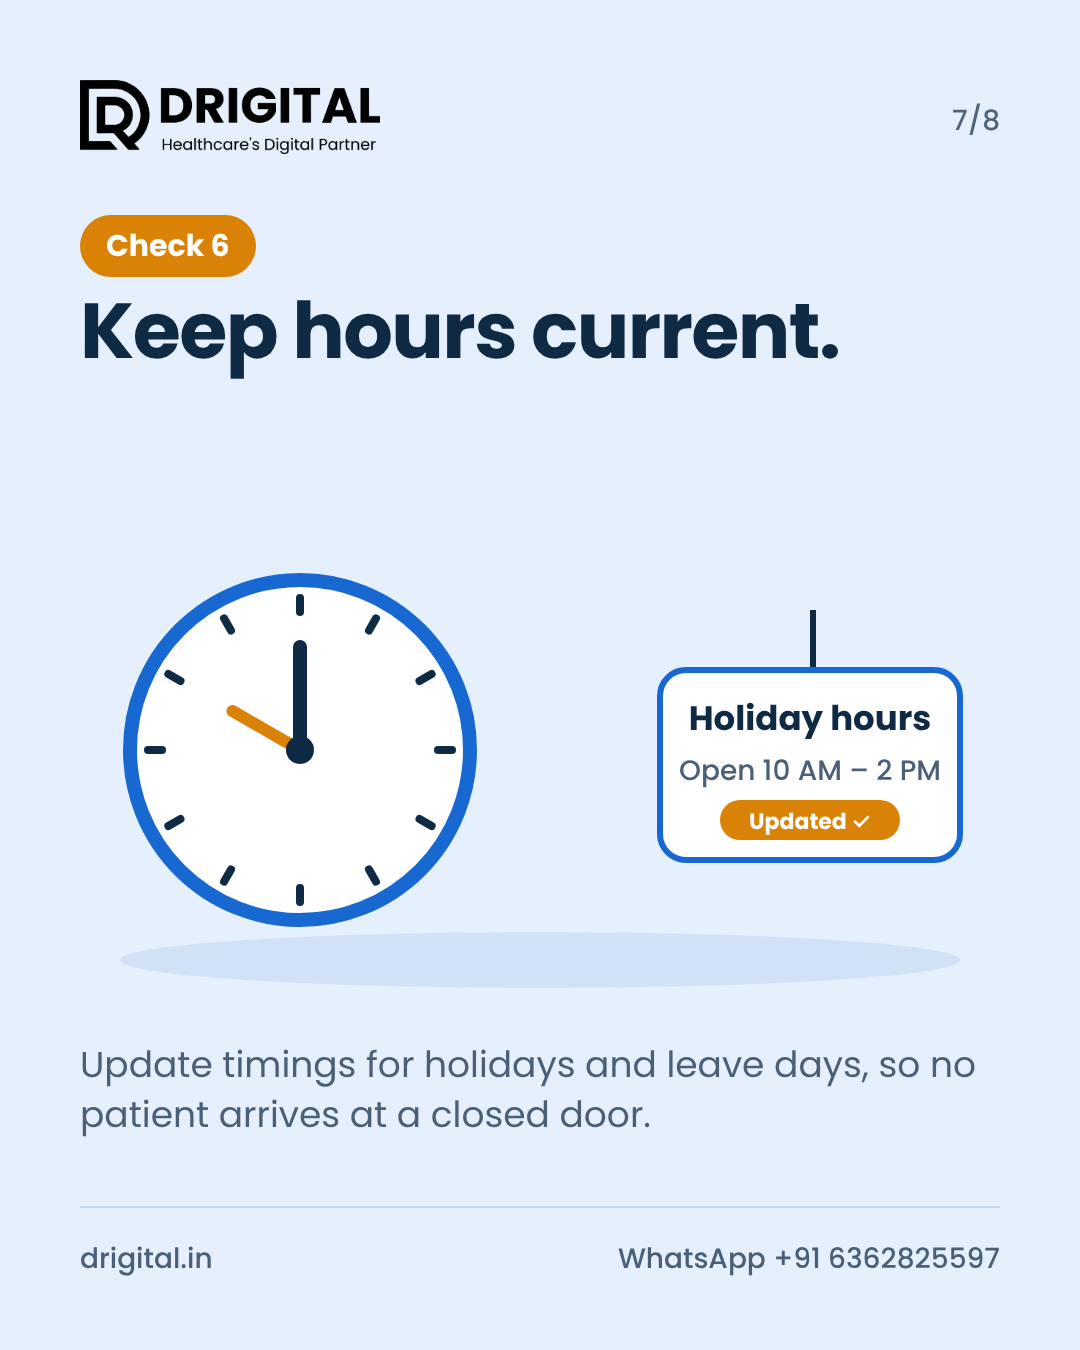 DRIGITAL
Healthcare's Digital Partner
7/8
Check 6
Keep hours current.
Holiday hours
Open 10 AM – 2 PM
Updated ✓
Update timings for holidays and leave days, so no
patient arrives at a closed door.
drigital.in
WhatsApp +91 6362825597